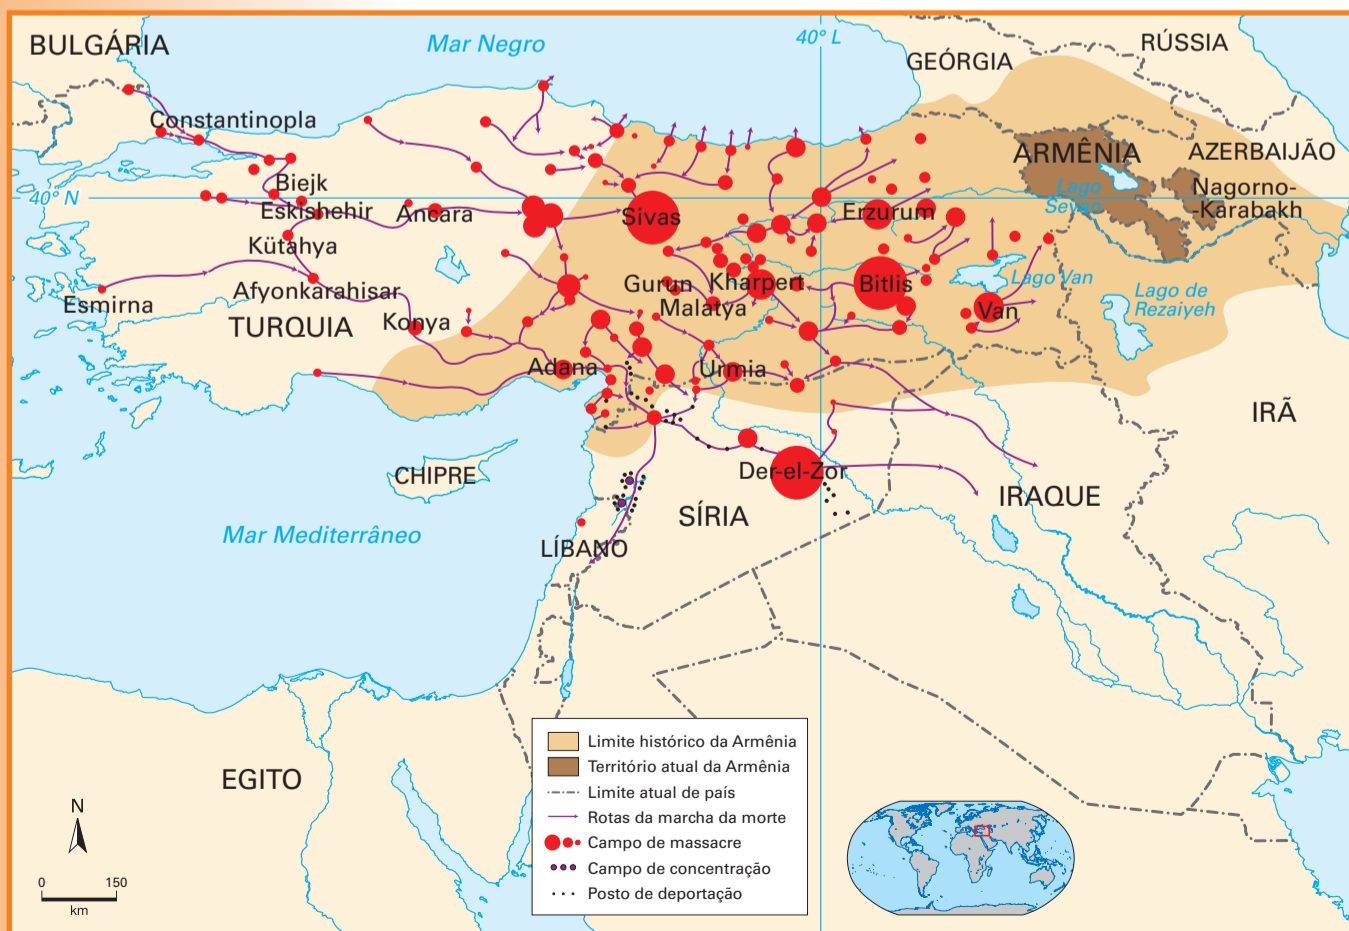 BULGÁRIA
Mar Negro
40° L
GEÓRGIA
RÚSSIA
Constantinopla
ARMÊNIA
AZERBAIJÃO
40° N
Biejk
Eskishehir
Ancara
Sivas
Erzurum
Lago
Sevan
Nagorno-
-Karabakh
Kütahya
Esmirna
Afyonkarahisar
TURQUIA
Konya
Gurun
Kharpert
Malatya
Bitlis
Lago Van
Van
Lago de
Rezaiyeh
Adana
Urmia
IRÃ
CHIPRE
Der-el-Zor
IRAQUE
SÍRIA
Mar Mediterrâneo
LÍBANO
EGITO
N
0 150
km
Limite histórico da Armênia
Território atual da Armênia
Limite atual de país
Rotas da marcha da morte
Campo de massacre
Campo de concentração
Posto de deportação